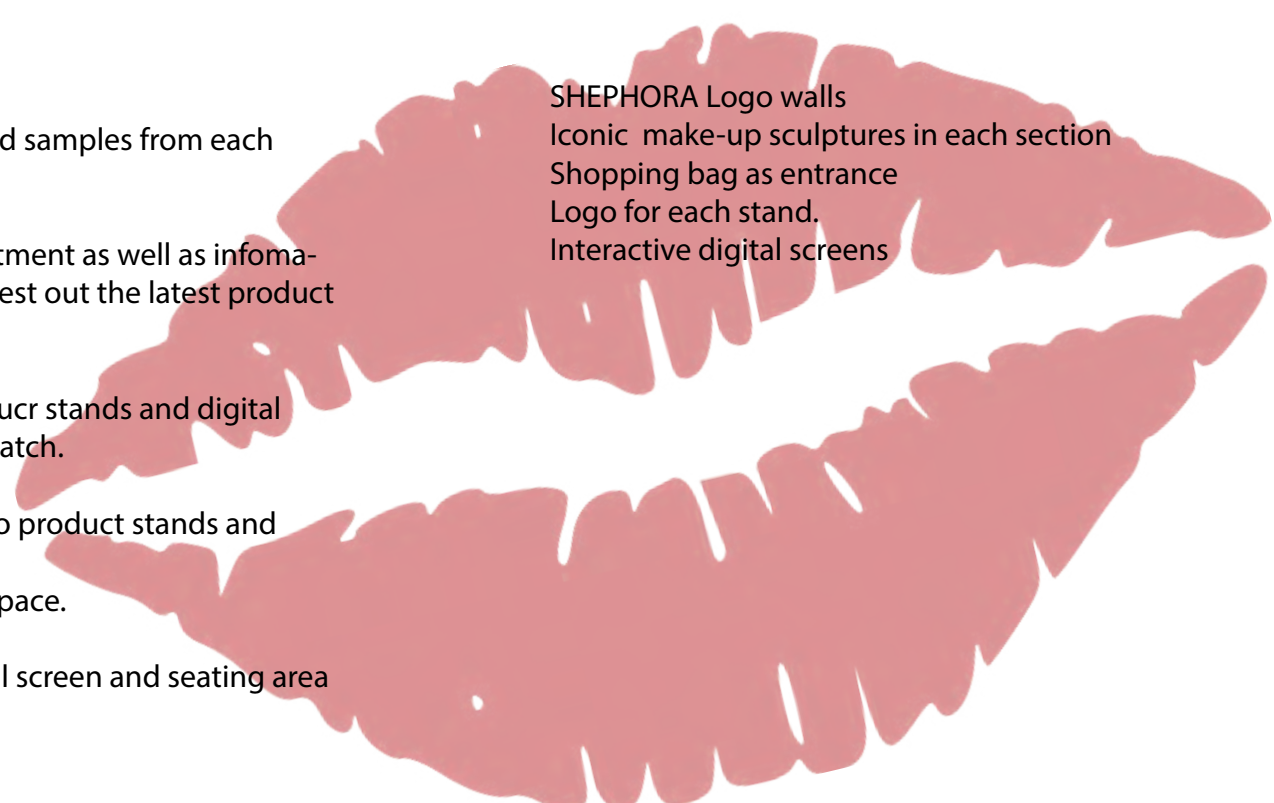 d samples from each
tment as well as infoma-
est out the latest product
ucr stands and digital
atch.
o product stands and
pace.
l screen and seating area
SHEPHORA Logo walls
Iconic  make-up sculptures in each section
Shopping bag as entrance
Logo for each stand.
Interactive digital screens